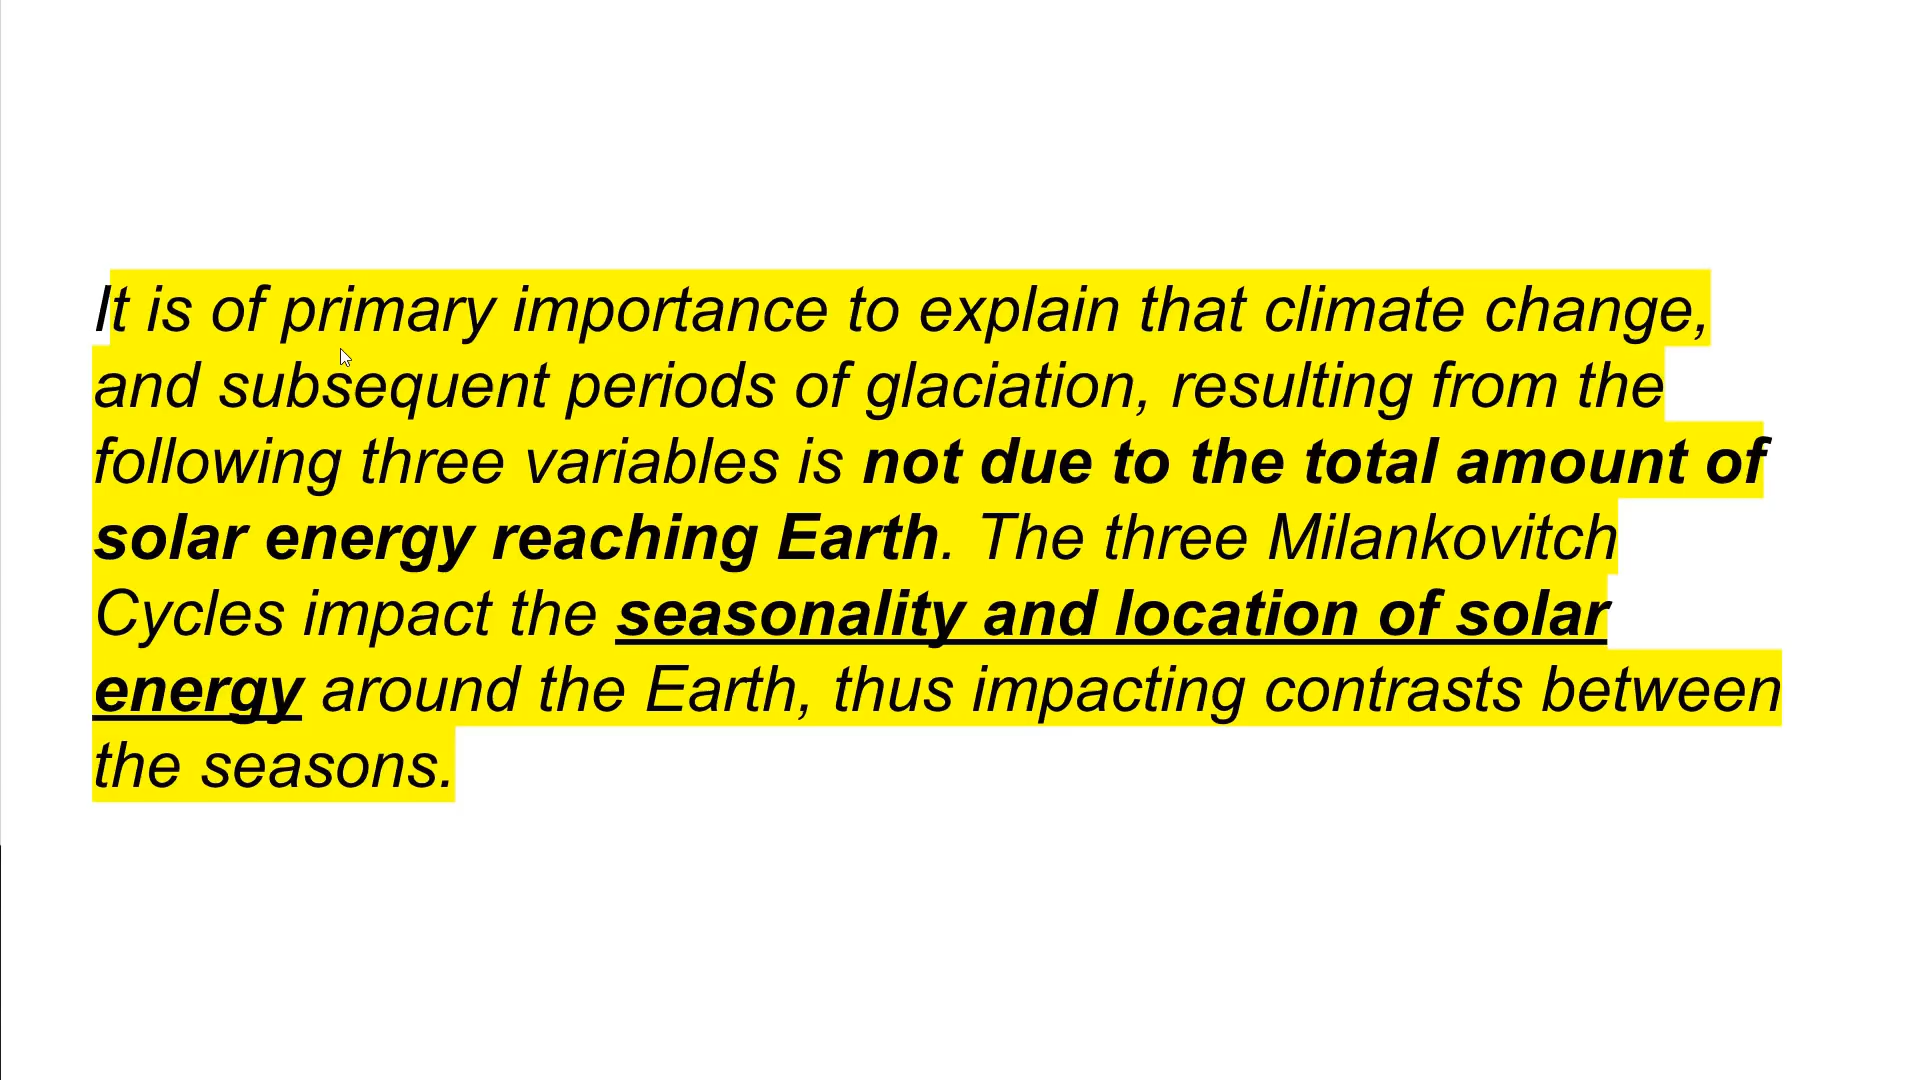 It is of primary importance to explain that climate change,
and subsequent periods of glaciation, resulting from the
following three variables is not due to the total amount of
solar energy reaching Earth. The three Milankovitch
Cycles impact the seasonality and location of solar
energy around the Earth, thus impacting contrasts between
the seasons.